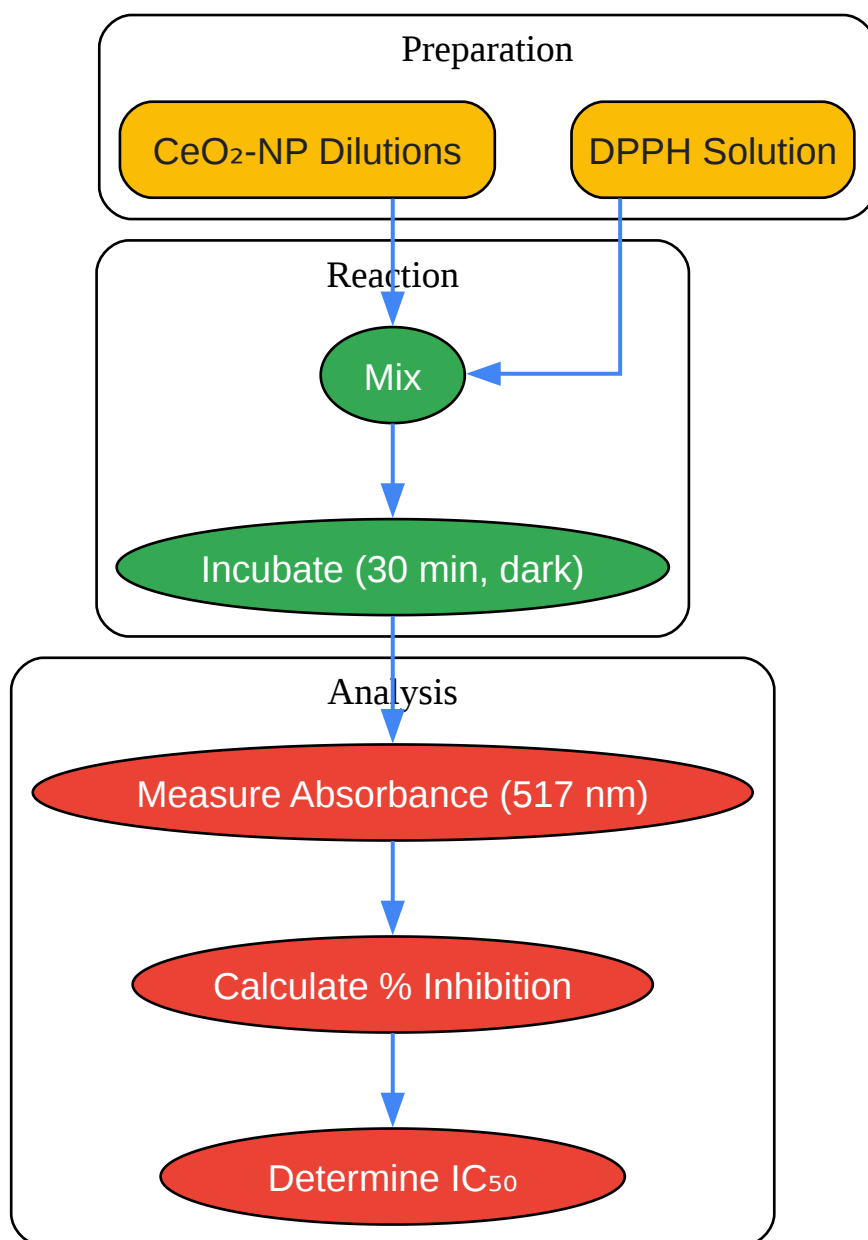 Preparation
CeO₂-NP Dilutions
DPPH Solution
Reaction
Mix
Incubate (30 min, dark)
Analysis
Measure Absorbance (517 nm)
Calculate % Inhibition
Determine IC₅₀